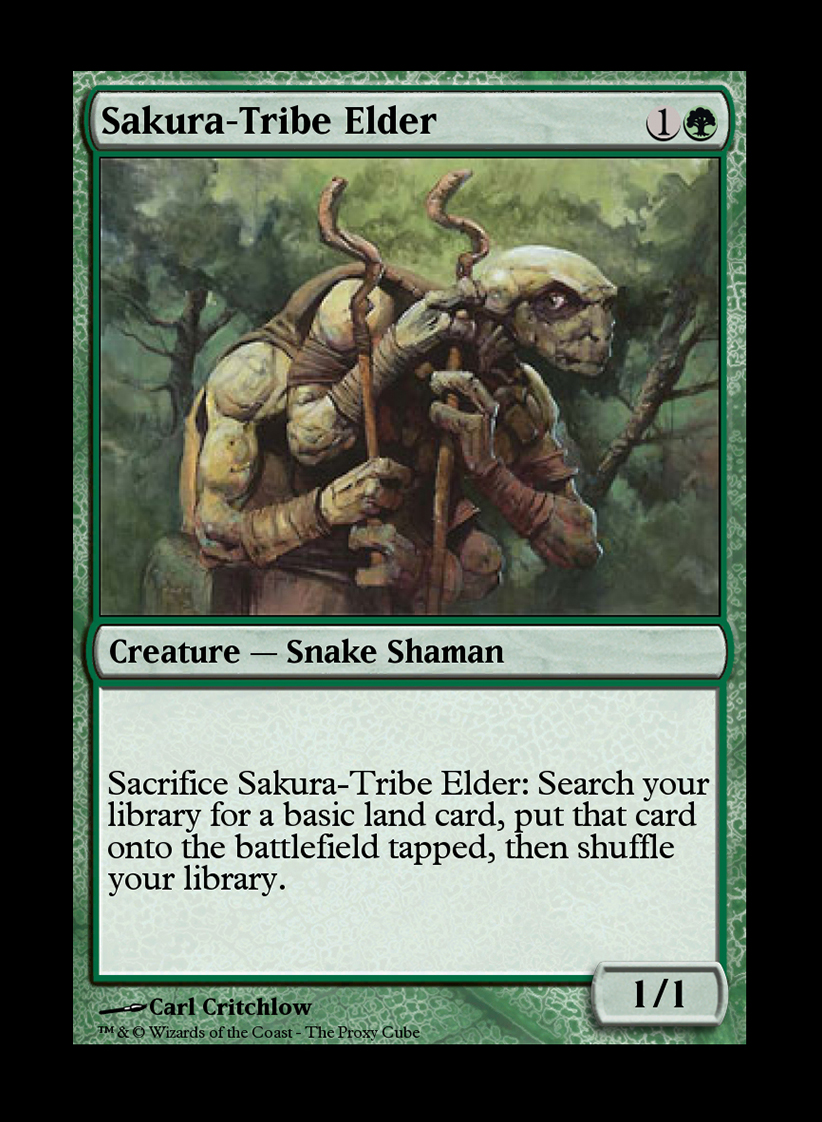 Sakura-Tribe Elder 1
Creature — Snake Shaman
Sacrifice Sakura-Tribe Elder: Search your
library for a basic land card, put that card
onto the battlefield tapped, then shuffle
your library.
1/1
Carl Critchlow
™ & © Wizards of the Coast - The Proxy Cube